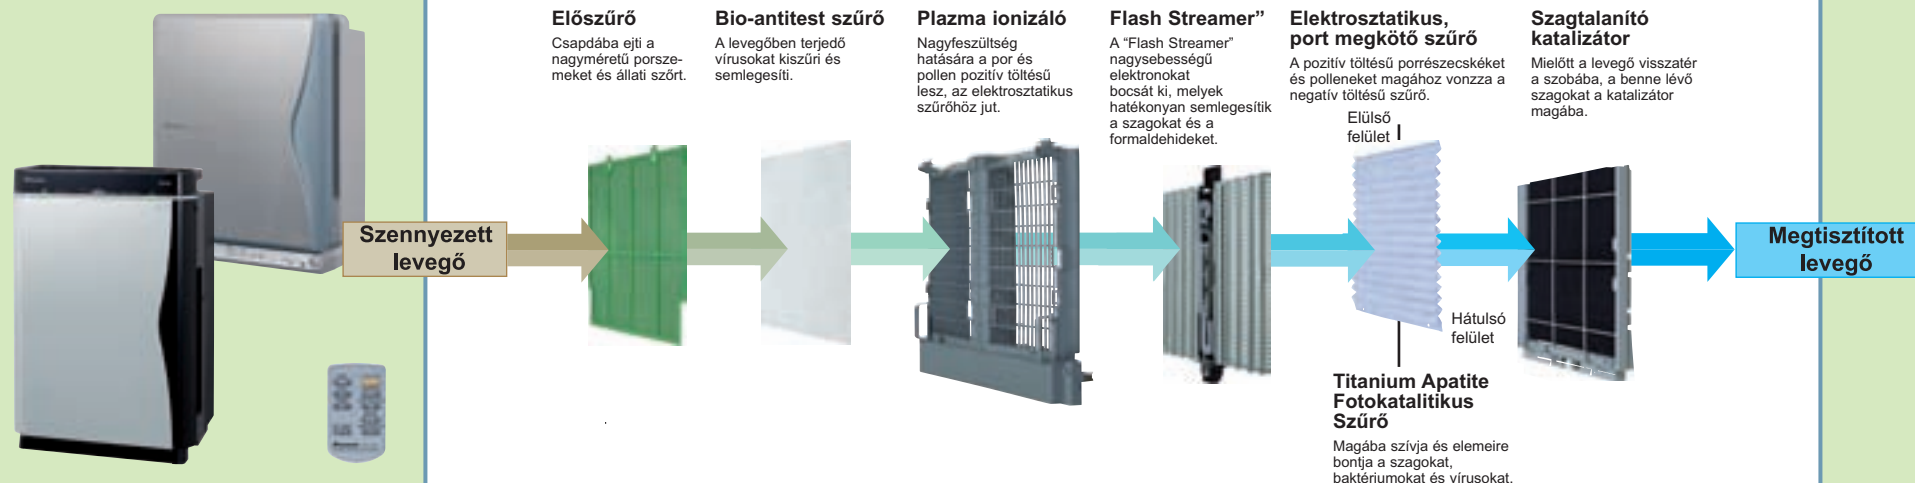 Előszűrő
Csapdába ejti a
nagyméretű porsze-
meket és állati szőrt.
Bio-antitest szűrő
A levegőben terjedő
vírusokat kiszűri és
semlegesíti.
Plazma ionizáló
Nagyfeszültség
hatására a por és
pollen pozitív töltésű
lesz, az elektrosztatikus
szűrőhöz jut.
Flash Streamer”
A “Flash Streamer”
nagysebességű
elektronokat
bocsát ki, melyek
hatékonyan semlegesítik
a szagokat és a
formaldehideket.
Elektrosztatikus,
port megkötő szűrő
A pozitív töltésű porrészecskéket
és polleneket magához vonzza a
negatív töltésű szűrő.
Szagtalanító
katalizátor
Mielőtt a levegő visszatér
a szobába, a benne lévő
szagokat a katalizátor
magába.
Elülső
felület
Szennyezett
levegő
Megtisztított
levegő
Hátulsó
felület
Titanium Apatite
Fotokatalitikus
Szűrő
Magába szívja és elemeire
bontja a szagokat,
baktériumokat és vírusokat.